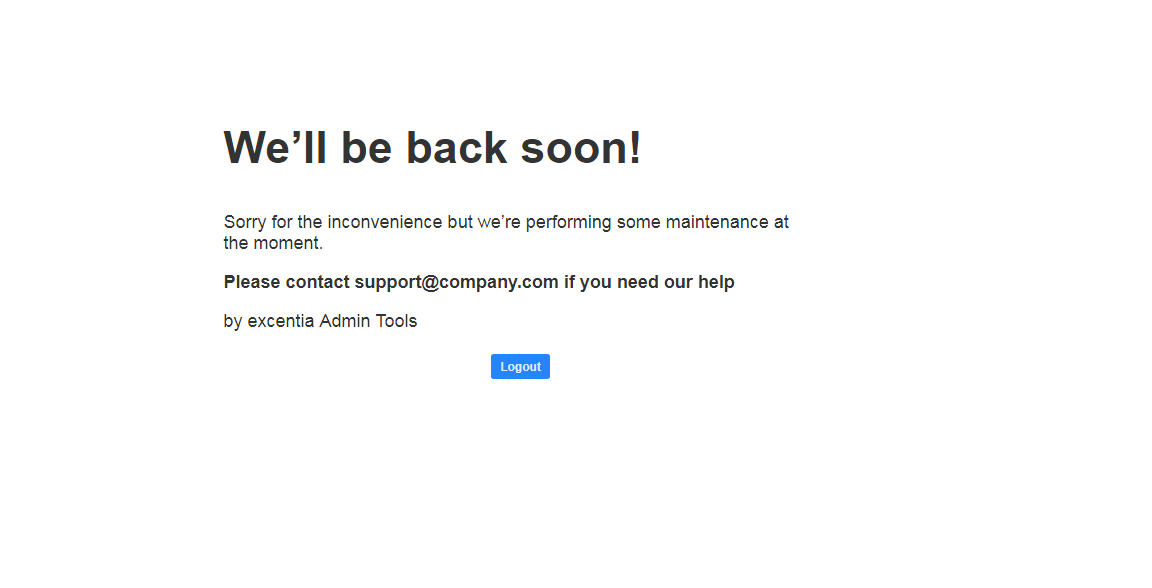 We’ll be back soon!
Sorry for the inconvenience but we’re performing some maintenance at
the moment.
Please contact support@company.com if you need our help
by excentia Admin Tools
Logout